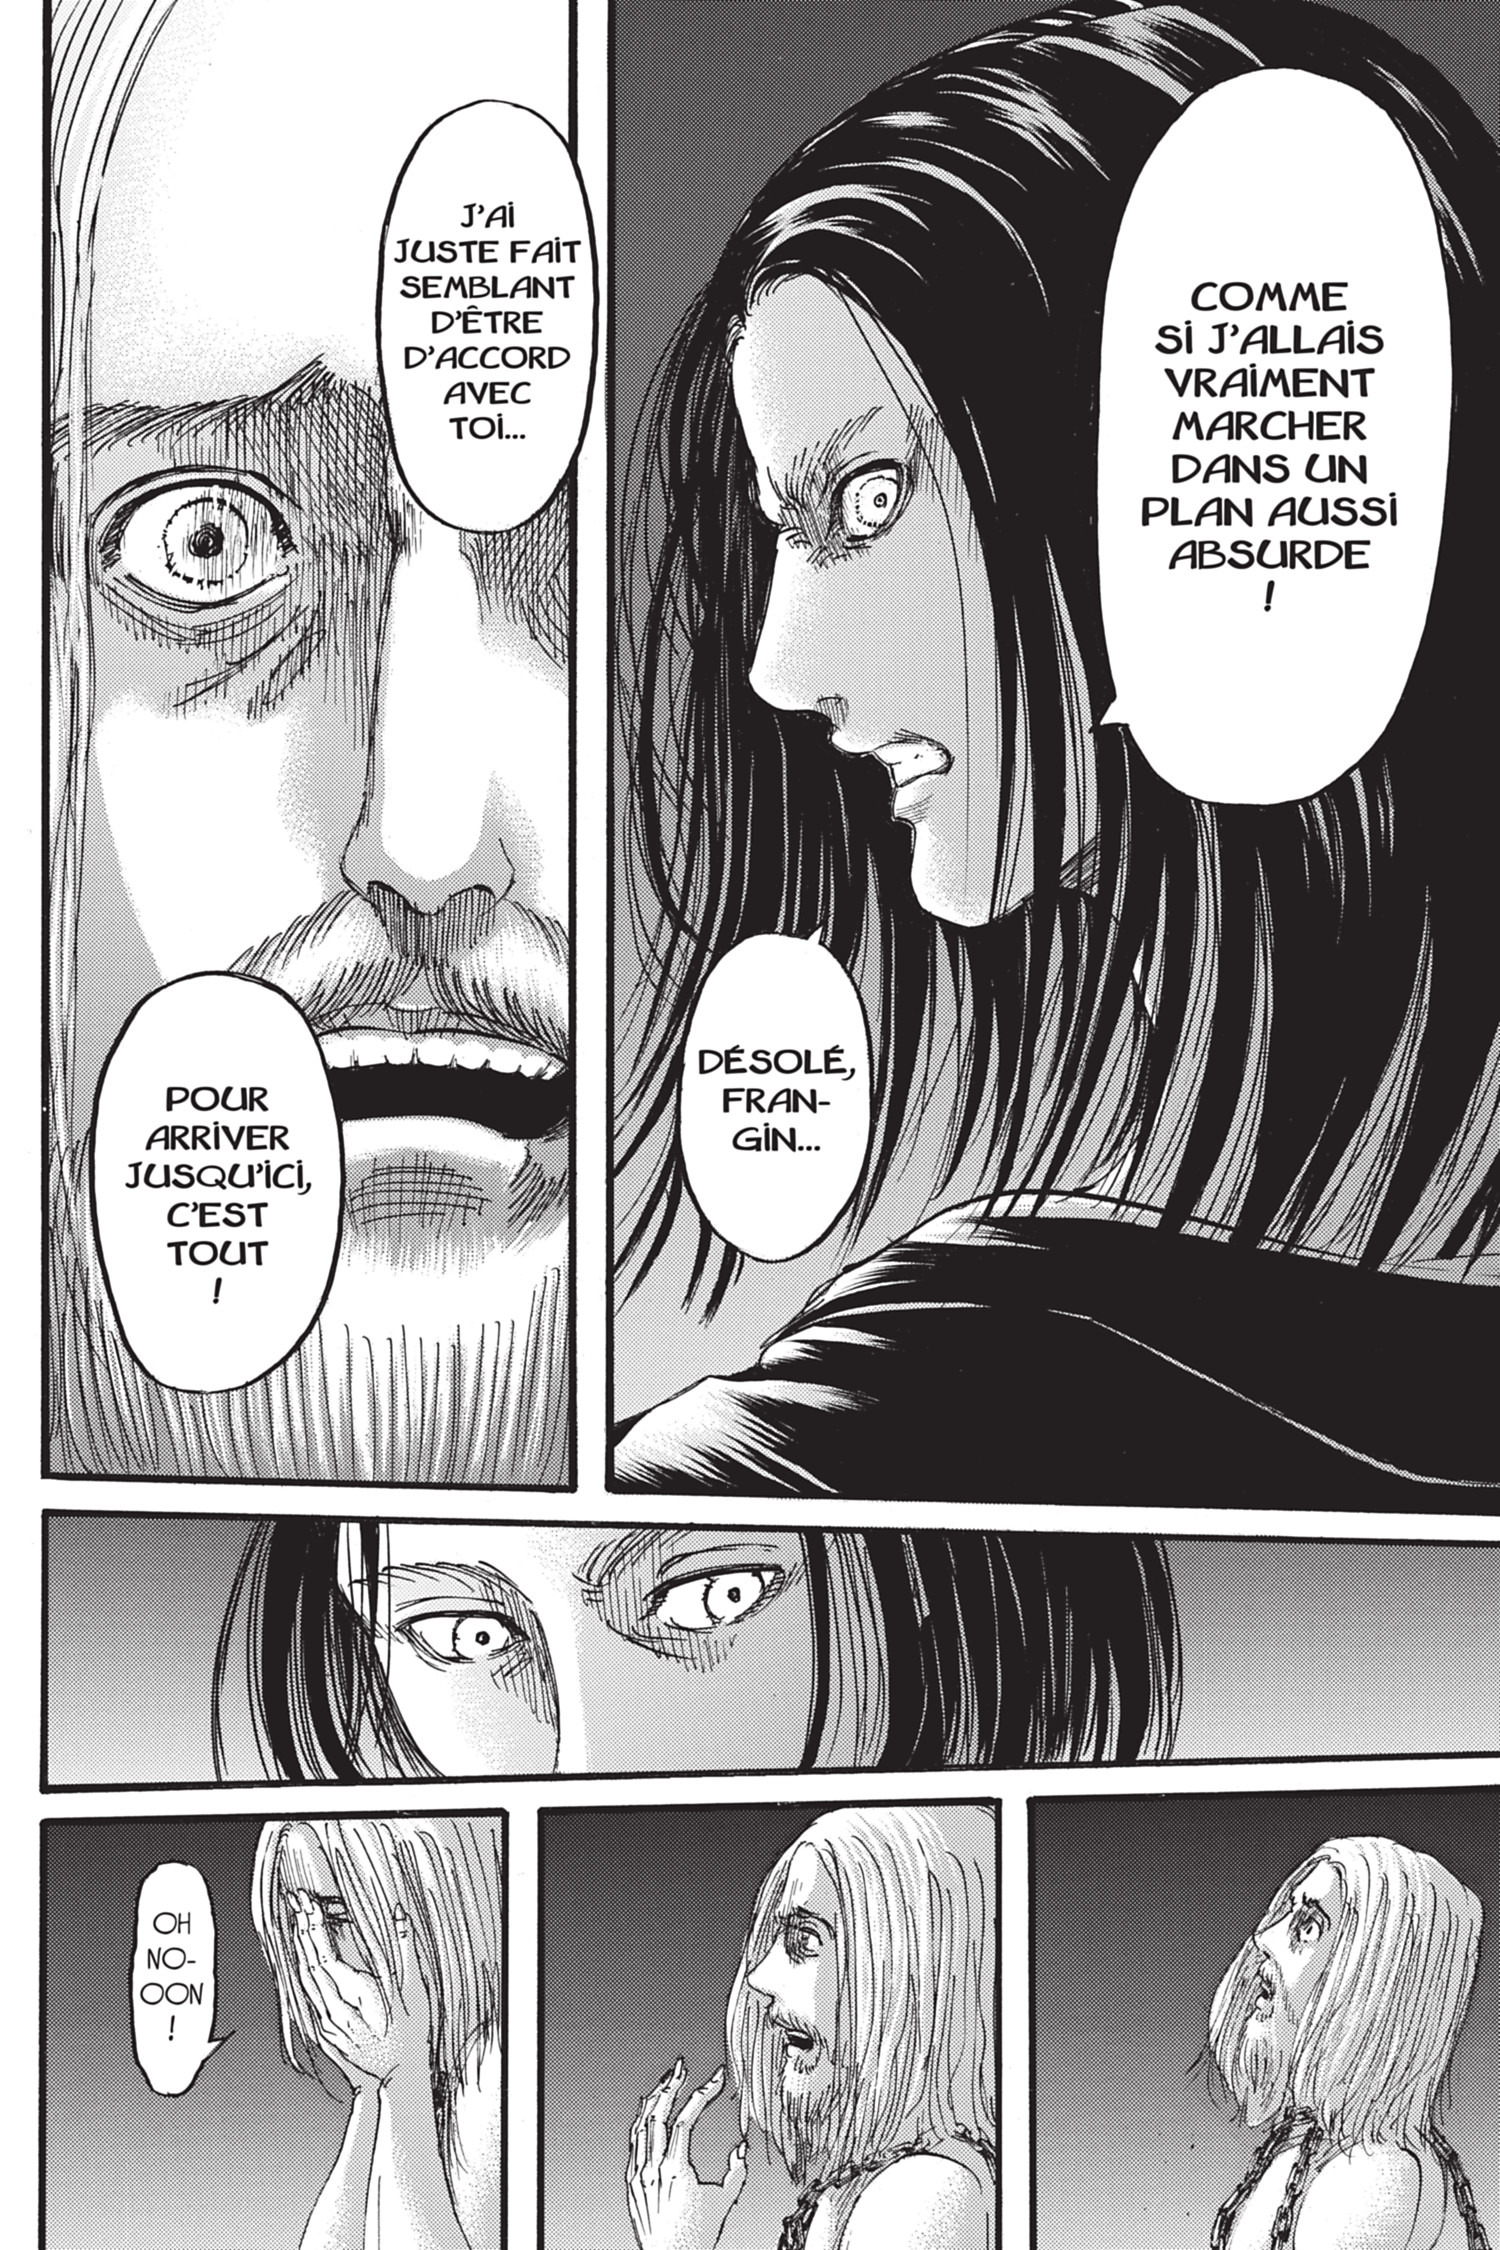 COMME
SI J'ALLAIS
VRAIMENT
MARCHER
DANS UN
PLAN AUSSI
ABSURDE
!
DÉSOLÉ,
FRAN-
GIN...
J'AI
JUSTE FAIT
SEMBLANT
D'ÊTRE
D'ACCORD
AVEC
TOI...
POUR
ARRIVER
JUSQU'ICI,
C'EST
TOUT
!
OH
NO-
OON
!